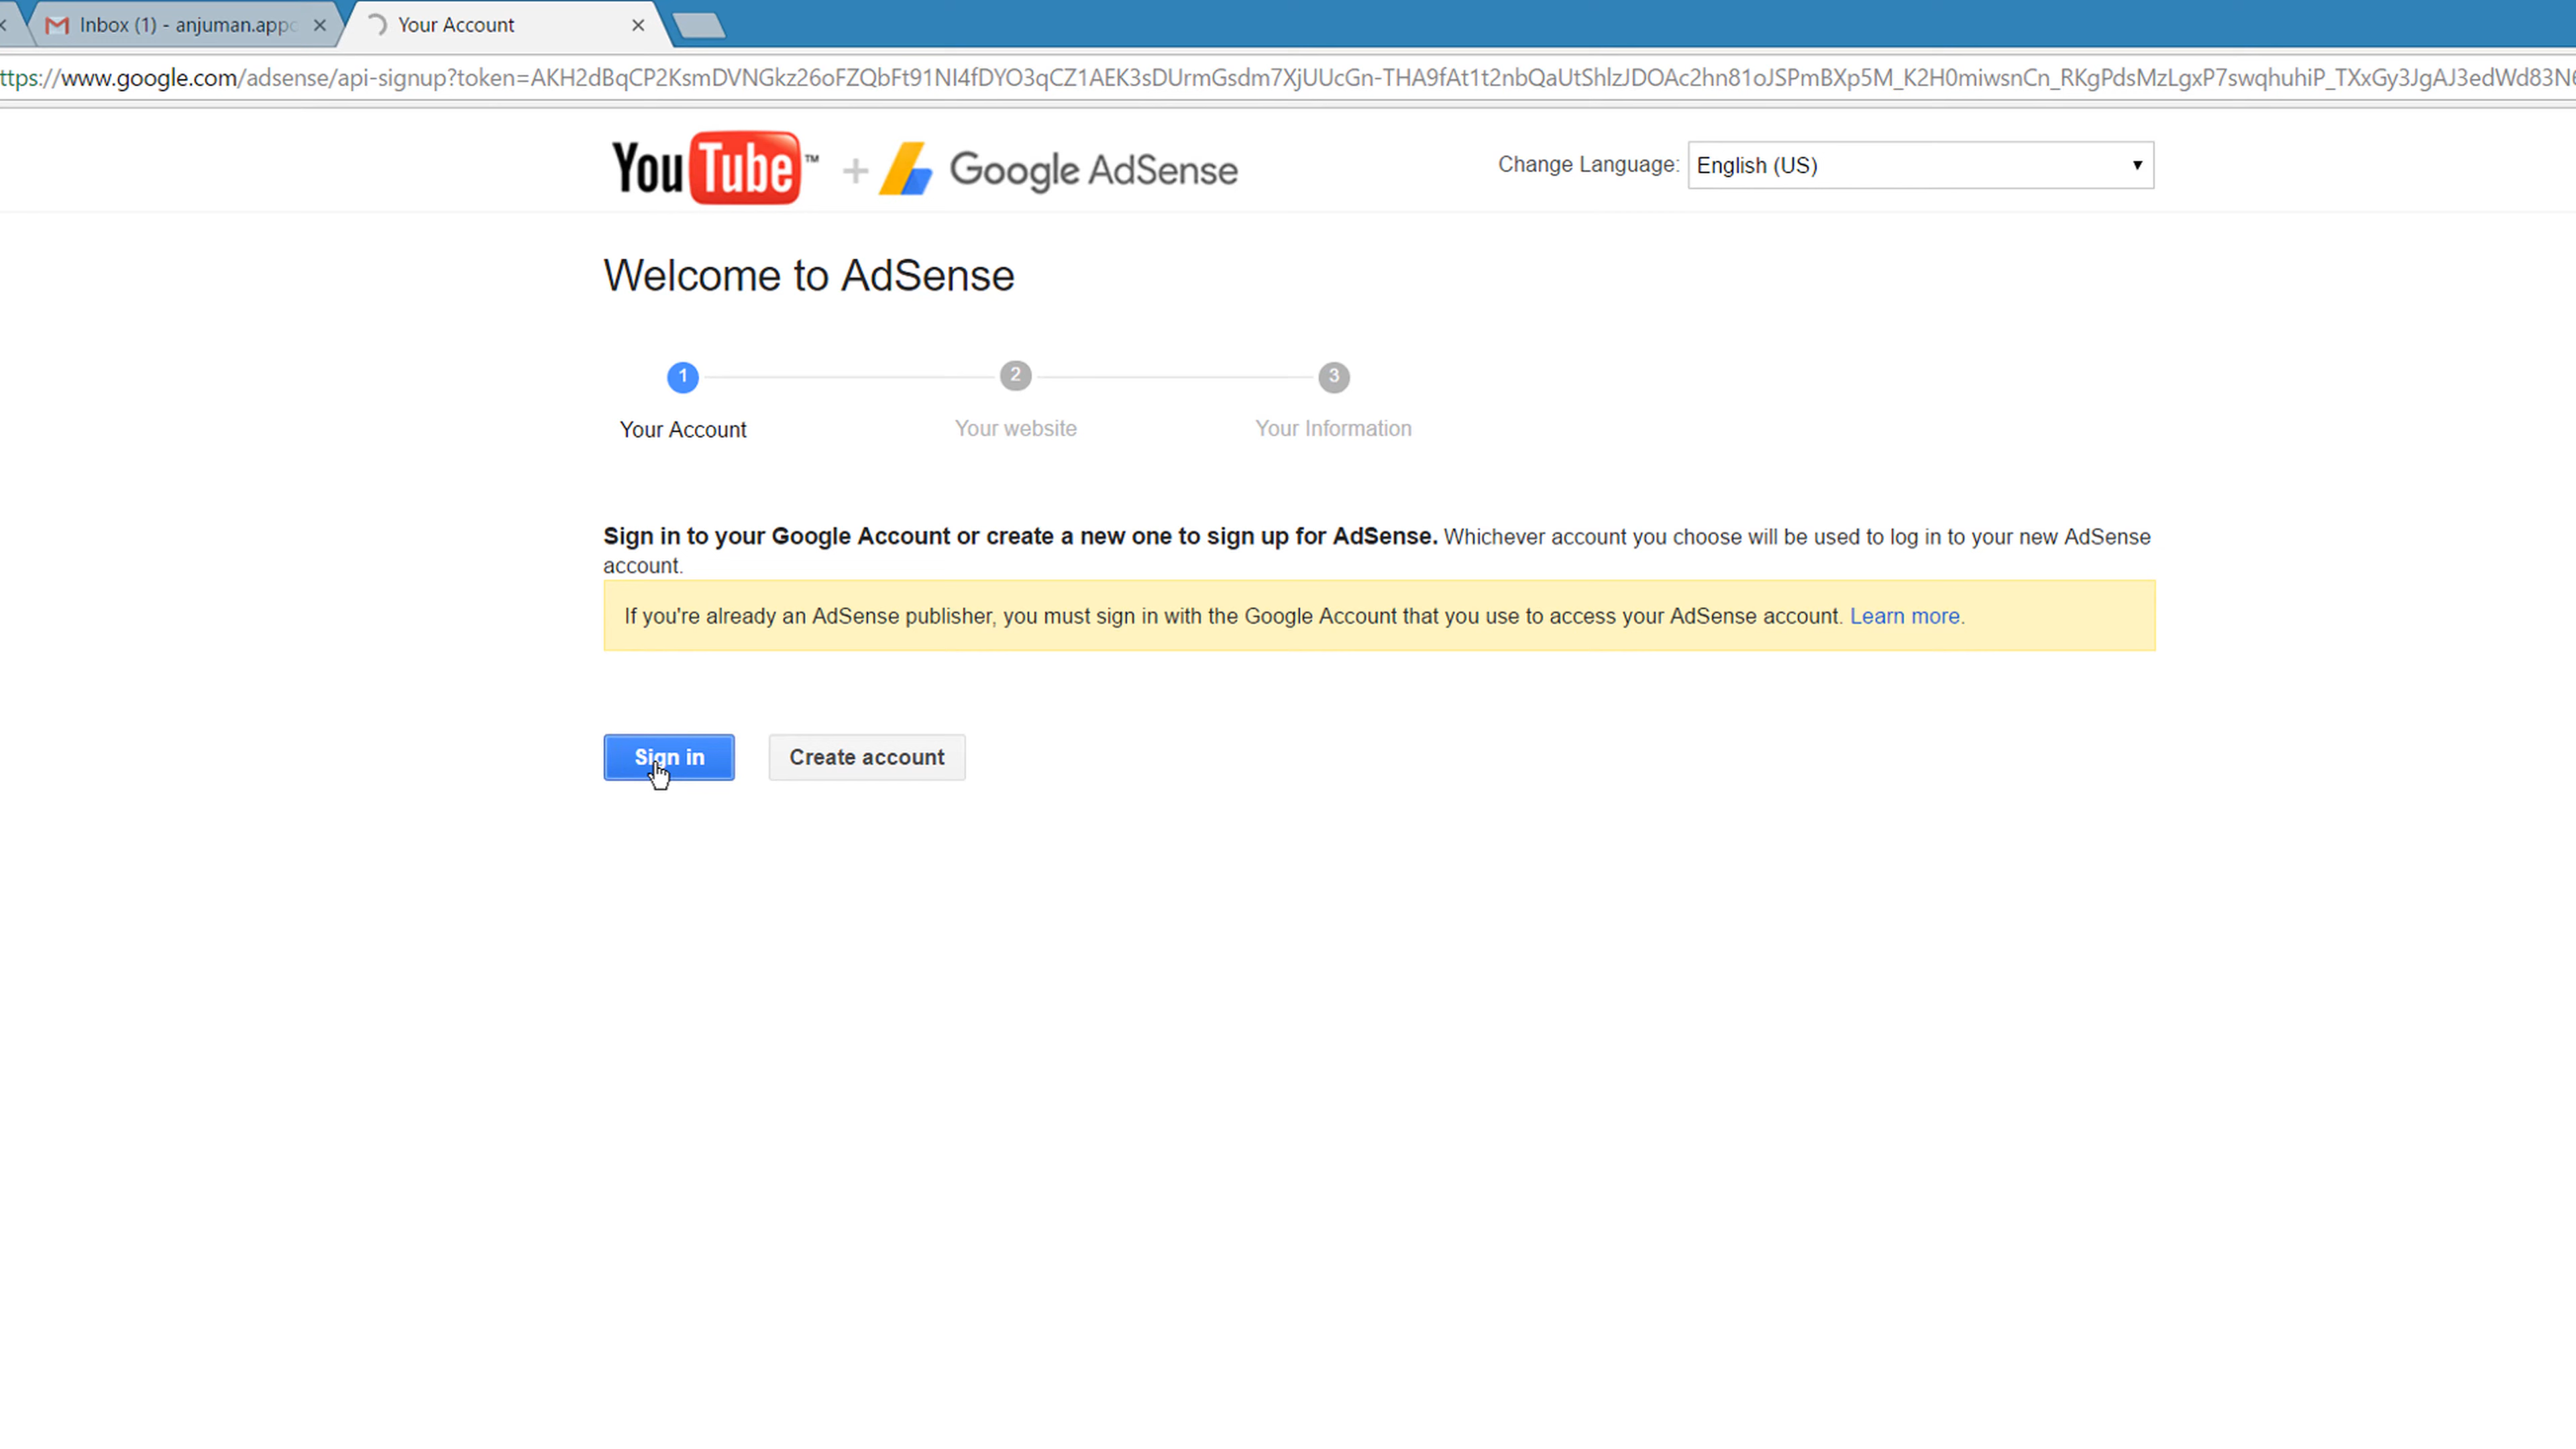 Inbox (1) - anjuman.appo
Your Account
ttps://www.google.com/adsense/api-signup?token=AKH2dBqCP2KsmDVNGkz26oFZQbFt91NI4fDYO3qCZ1AEK3sDUrmGsdm7XjUUcGn-THA9fAt1t2nbQaUtShlzJDOAc2hn81oJSPmBXp5M_K2H0miwsnCn_RKgPdsMzLgxP7swqhuhiP_TXxGy3JgAJ3edWd83N6
YouTube™ + Google AdSense
Change Language: English (US)
Welcome to AdSense
1 2 3
Your Account Your website Your Information
Sign in to your Google Account or create a new one to sign up for AdSense. Whichever account you choose will be used to log in to your new AdSense
account.
If you're already an AdSense publisher, you must sign in with the Google Account that you use to access your AdSense account. Learn more.
Sign in Create account